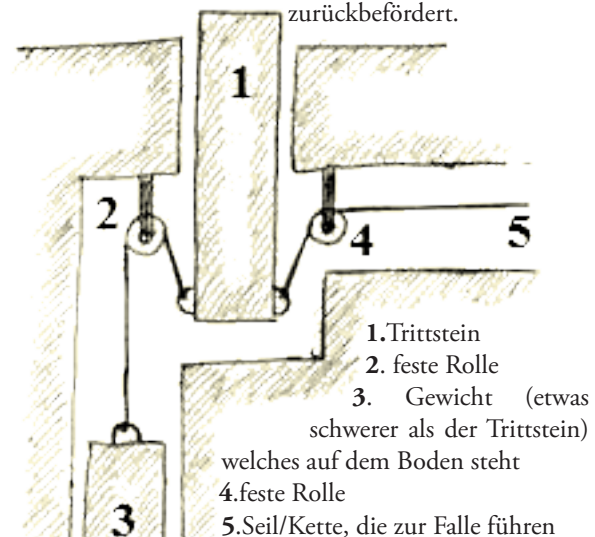 zurückbefördert.
1
2
4
5
1.Trittstein
2. feste Rolle
3. Gewicht (etwas
schwerer als der Trittstein)
welches auf dem Boden steht
4.feste Rolle
5.Seil/Kette, die zur Falle führen
3